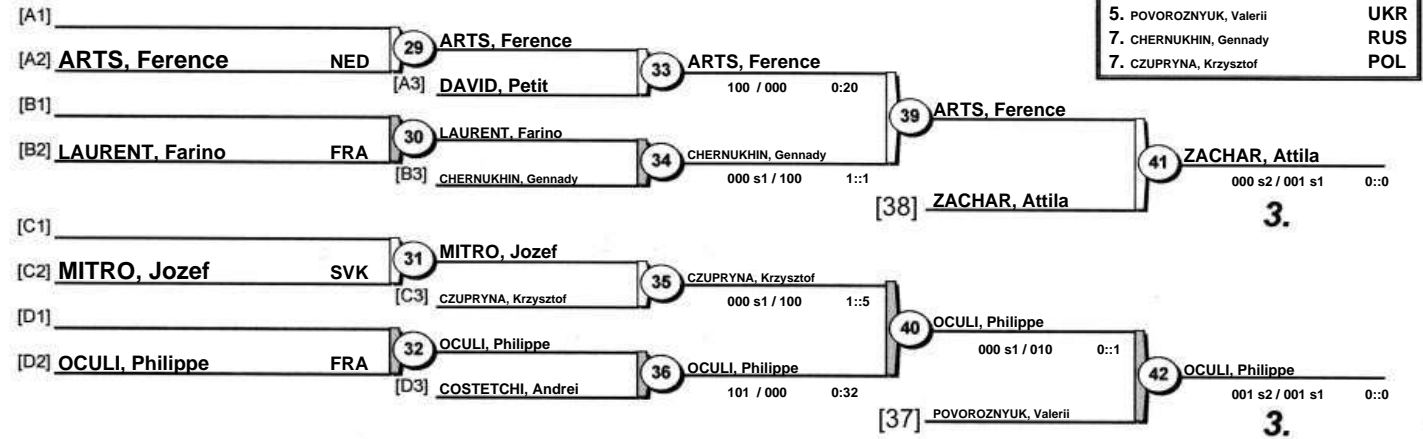 [A1]
[A2] ARTS, Ference NED
29
ARTS, Ference
[A3] DAVID, Petit
33
ARTS, Ference
100 / 000 0:20
[B1]
[B2] LAURENT, Farino FRA
30
LAURENT, Farino
[B3] CHERNUKHIN, Gennady
34
CHERNUKHIN, Gennady
000 s1 / 100 1::1
39
ARTS, Ference
[38] ZACHAR, Attila
41
ZACHAR, Attila
000 s2 / 001 s1 0::0
3.
[C1]
[C2] MITRO, Jozef SVK
31
MITRO, Jozef
[C3] CZUPRYNA, Krzysztof
35
CZUPRYNA, Krzysztof
000 s1 / 100 1::5
[D1]
[D2] OCULI, Philippe FRA
32
OCULI, Philippe
[D3] COSTETCHI, Andrei
36
OCULI, Philippe
101 / 000 0:32
40
OCULI, Philippe
000 s1 / 010 0::1
[37] POVOROZNYUK, Valerii
42
OCULI, Philippe
001 s2 / 001 s1 0::0
3.
5. POVOROZNYUK, Valerii UKR
7. CHERNUKHIN, Gennady RUS
7. CZUPRYNA, Krzysztof POL